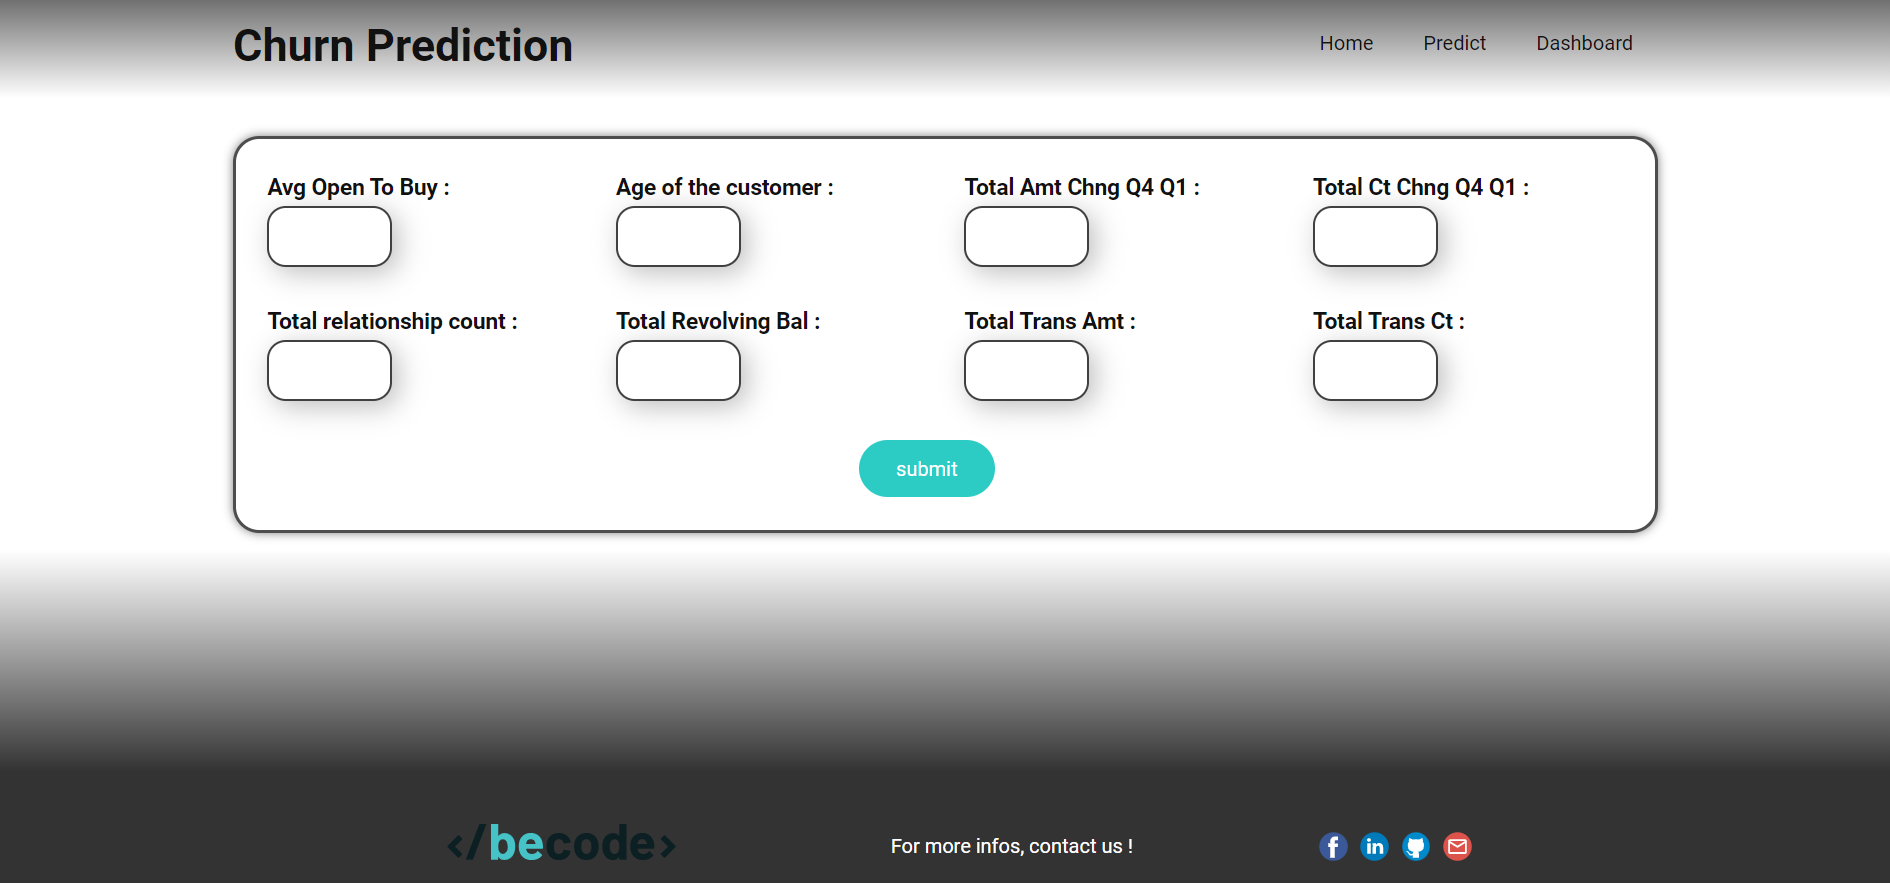 Churn Prediction
Home Predict Dashboard
Avg Open To Buy : Age of the customer : Total Amt Chng Q4 Q1 : Total Ct Chng Q4 Q1 :
Total relationship count : Total Revolving Bal : Total Trans Amt : Total Trans Ct :
submit
</becode>
For more infos, contact us !